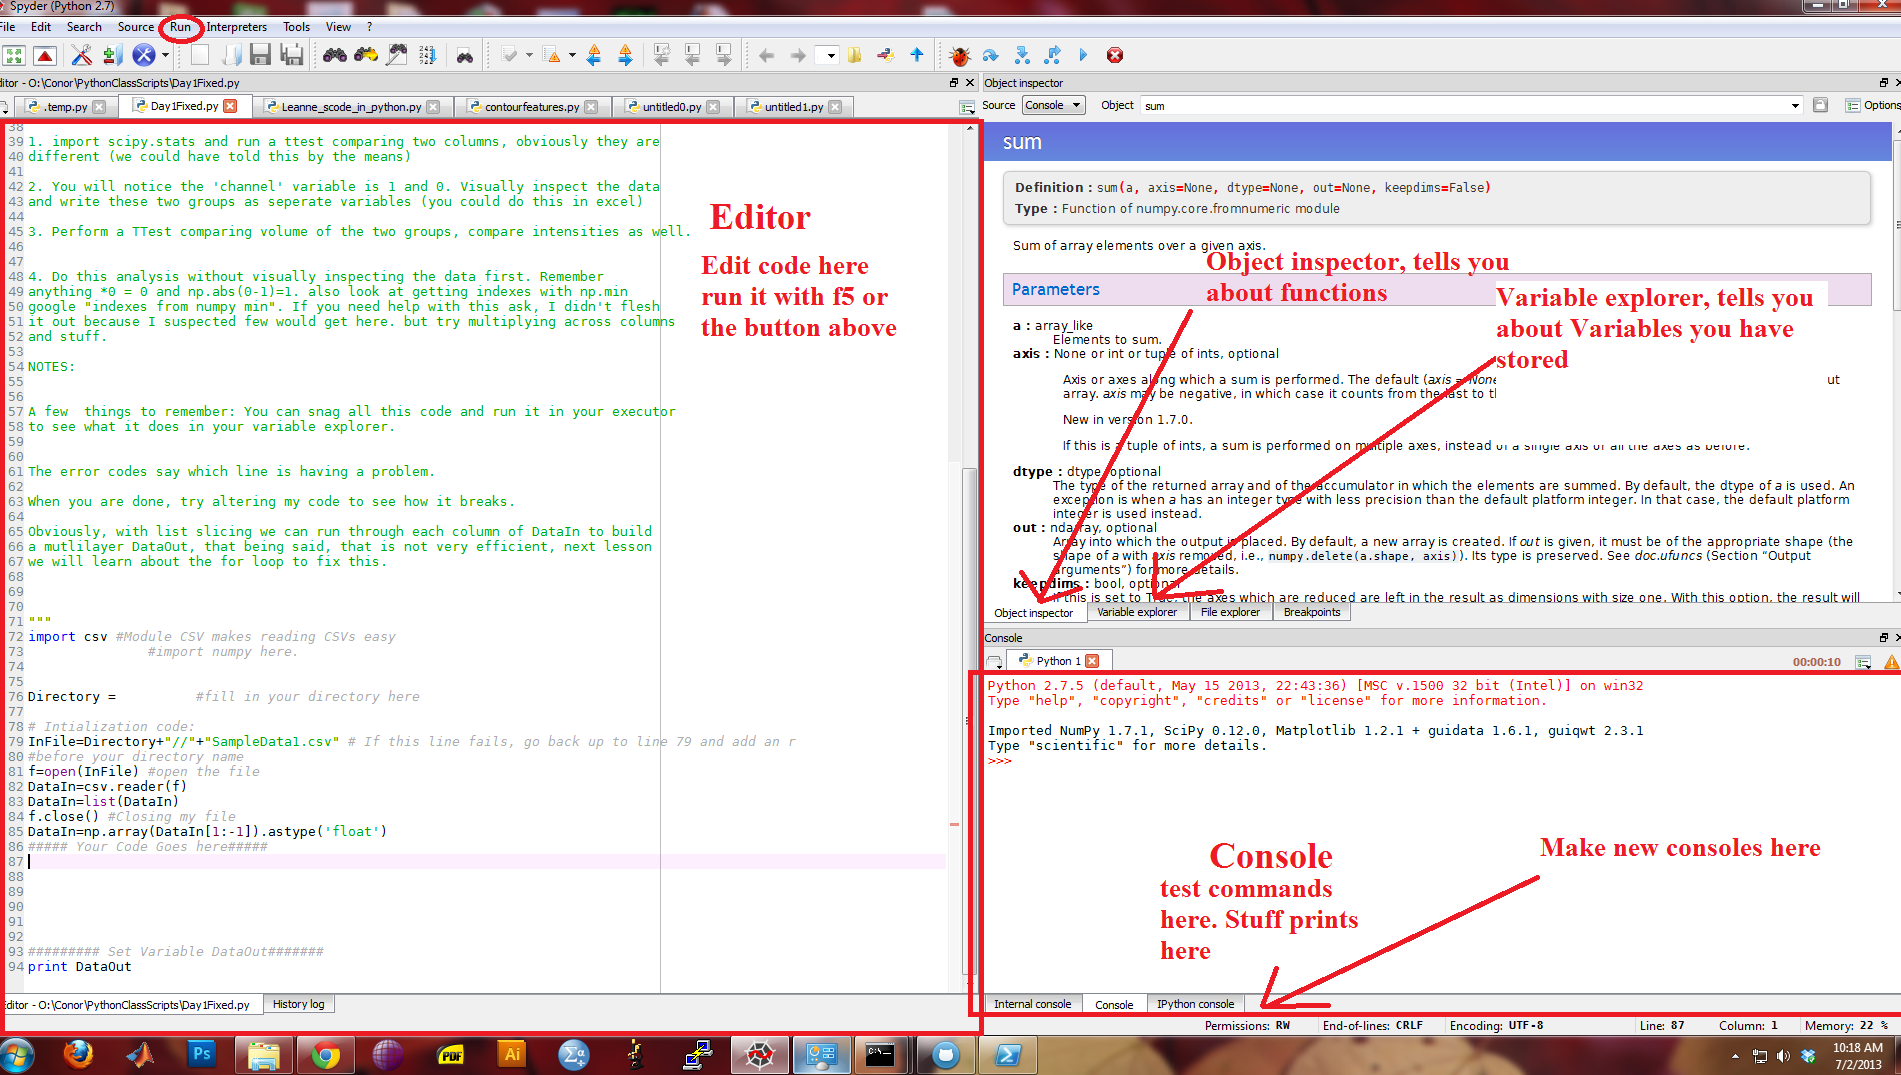 Spyder (Python 2.7)
File Edit Search Source Run Interpreters Tools View ?
ditor - O:\Conor\PythonClassScripts\Day1Fixed.py
.temp.py Day1Fixed.py Leanne_scode_in_python.py contourfeatures.py untitled0.py untitled1.py
38
39 1. import scipy.stats and run a ttest comparing two columns, obviously they are
40 different (we could have told this by the means)
41
42 2. You will notice the 'channel' variable is 1 and 0. Visually inspect the data
43 and write these two groups as seperate variables (you could do this in excel)
44
45 3. Perform a TTest comparing volume of the two groups, compare intensities as well.
46
47
48 4. Do this analysis without visually inspecting the data first. Remember
49 anything *0 = 0 and np.abs(0-1)=1. also look at getting indexes with np.min
50 google "indexes from numpy min". If you need help with this ask, I didn't flesh
51 it out because I suspected few would get here. but try multiplying across columns
52 and stuff.
53
54 NOTES:
55
56
57 A few  things to remember: You can snag all this code and run it in your executor
58 to see what it does in your variable explorer.
59
60
61 The error codes say which line is having a problem.
62
63 When you are done, try altering my code to see how it breaks.
64
65 Obviously, with list slicing we can run through each column of DataIn to build
66 a mutlilayer DataOut, that being said, that is not very efficient, next lesson
67 we will learn about the for loop to fix this.
68
69
70
71 """
72 import csv #Module CSV makes reading CSVs easy
73 #import numpy here.
74
75
76 Directory = #fill in your directory here
77
78 # Intialization code:
79 InFile=Directory+"//"+"SampleData1.csv" # If this line fails, go back up to line 79 and add an r
80 #before your directory name
81 f=open(InFile) #open the file
82 DataIn=csv.reader(f)
83 DataIn=list(DataIn)
84 f.close() #Closing my file
85 DataIn=np.array(DataIn[1:-1]).astype('float')
86 ##### Your Code Goes here#####
87
88
89
90
91
92
93 ######### Set Variable DataOut#######
94 print DataOut
Editor
Edit code here
run it with f5 or
the button above
Editor - O:\Conor\PythonClassScripts\Day1Fixed.py History log
Object inspector
Source Console Object sum Options
sum
Definition : sum(a, axis=None, dtype=None, out=None, keepdims=False)
Type : Function of numpy.core.fromnumeric module
Sum of array elements over a given axis.
Object inspector, tells you
about functions
Variable explorer, tells you
about Variables you have
stored
Parameters
a : array_like
Elements to sum.
axis : None or int or tuple of ints, optional
Axis or axes along which a sum is performed. The default (axis = None ut
array. axis may be negative, in which case it counts from the last to th
New in version 1.7.0.
If this is a tuple of ints, a sum is performed on multiple axes, instead of a single axis or all the axes as before.
dtype : dtype, optional
The type of the returned array and of the accumulator in which the elements are summed. By default, the dtype of a is used. An
exception is when a has an integer type with less precision than the default platform integer. In that case, the default platform
integer is used instead.
out : ndarray, optional
Array into which the output is placed. By default, a new array is created. If out is given, it must be of the appropriate shape (the
shape of a with axis removed, i.e., numpy.delete(a.shape, axis)). Its type is preserved. See doc.ufuncs (Section “Output
arguments”) for more details.
keepdims : bool, optional
If this is set to True, the axes which are reduced are left in the result as dimensions with size one. With this option, the result will
Object inspector Variable explorer File explorer Breakpoints
Console
Python 1 00:00:10
Python 2.7.5 (default, May 15 2013, 22:43:36) [MSC v.1500 32 bit (Intel)] on win32
Type "help", "copyright", "credits" or "license" for more information.
Imported NumPy 1.7.1, SciPy 0.12.0, Matplotlib 1.2.1 + guidata 1.6.1, guiqwt 2.3.1
Type "scientific" for more details.
>>>
Console
test commands
here. Stuff prints
here
Make new consoles here
Internal console Console IPython console
Permissions: RW End-of-lines: CRLF Encoding: UTF-8 Line: 87 Column: 1 Memory: 22 %
Ps PDF Ai Σα C:\_
10:18 AM
7/2/2013